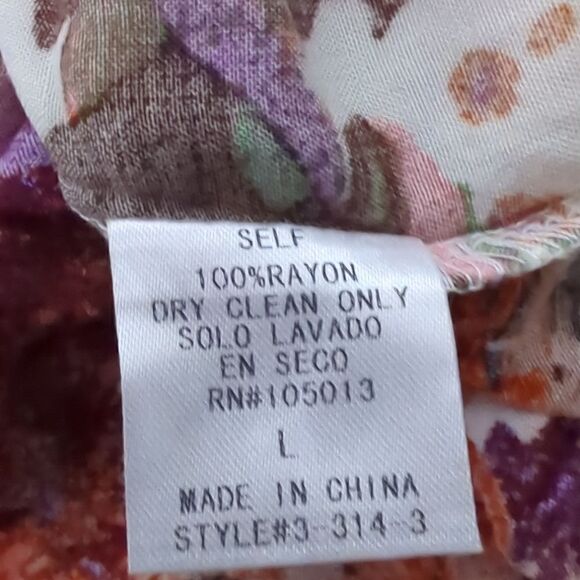 SELF
100%RAYON
DRY CLEAN ONLY
SOLO LAVADO
EN SECO
RN#105013
L
MADE IN CHINA
STYLE#3-314-3